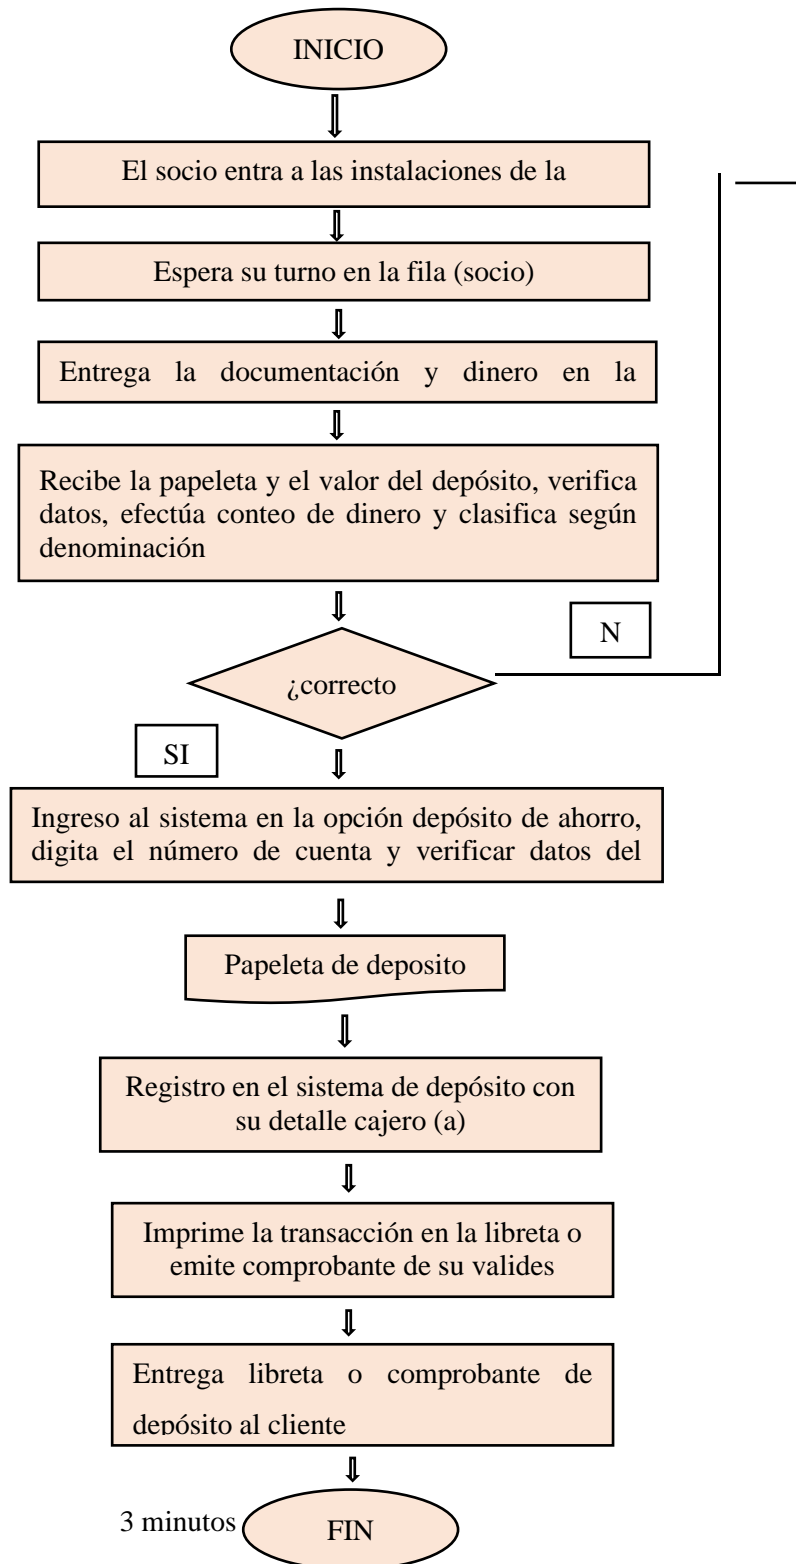 INICIO
El socio entra a las instalaciones de la
Espera su turno en la fila (socio)
Entrega la documentación y dinero en la
Recibe la papeleta y el valor del depósito, verifica
datos, efectúa conteo de dinero y clasifica según
denominación
N
¿correcto
SI
Ingreso al sistema en la opción depósito de ahorro,
digita el número de cuenta y verificar datos del
Papeleta de deposito
Registro en el sistema de depósito con
su detalle cajero (a)
Imprime la transacción en la libreta o
emite comprobante de su valides
Entrega libreta o comprobante de
depósito al cliente
3 minutos
FIN